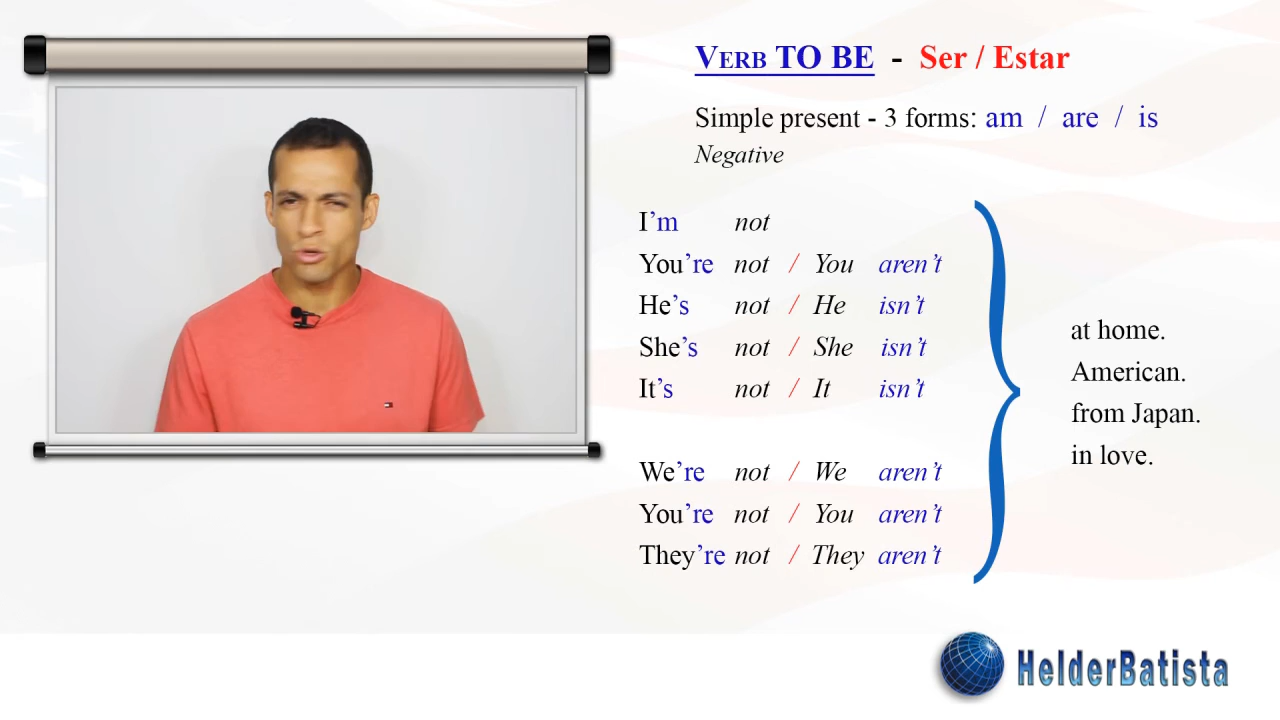 VERB TO BE - Ser / Estar
Simple present - 3 forms: am / are / is
Negative
I’m not
You’re not / You aren’t
He’s not / He isn’t
She’s not / She isn’t
It’s not / It isn’t
We’re not / We aren’t
You’re not / You aren’t
They’re not / They aren’t
at home.
American.
from Japan.
in love.
HelderBatista